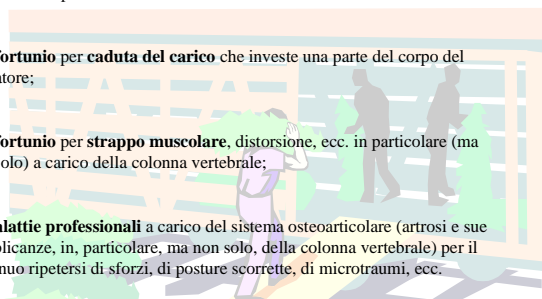 fortunio per caduta del carico che investe una parte del corpo del
atore;
fortunio per strappo muscolare, distorsione, ecc. in particolare (ma
olo) a carico della colonna vertebrale;
alattie professionali a carico del sistema osteoarticolare (artrosi e sue
plicanze, in, particolare, ma non solo, della colonna vertebrale) per il
nuo ripetersi di sforzi, di posture scorrette, di microtraumi, ecc.